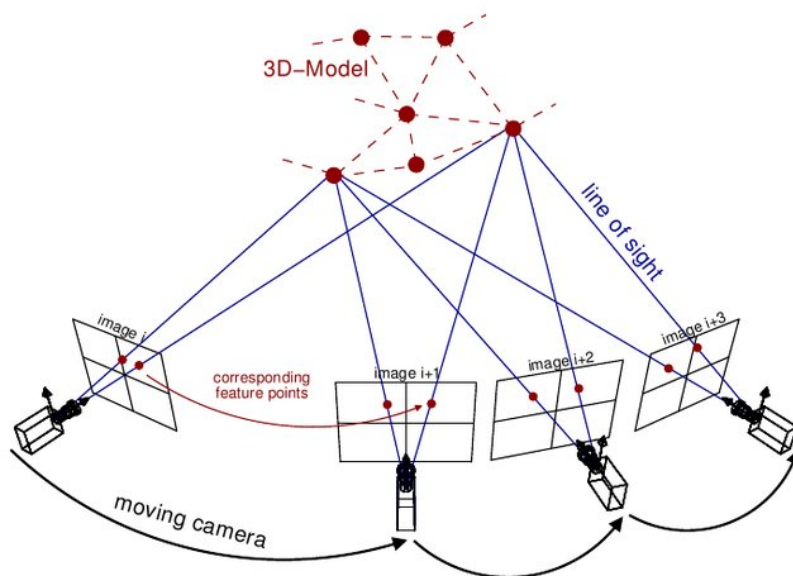 3D-Model
line of sight
image i
image i+3
image i+2
image i+1
corresponding
feature points
moving camera